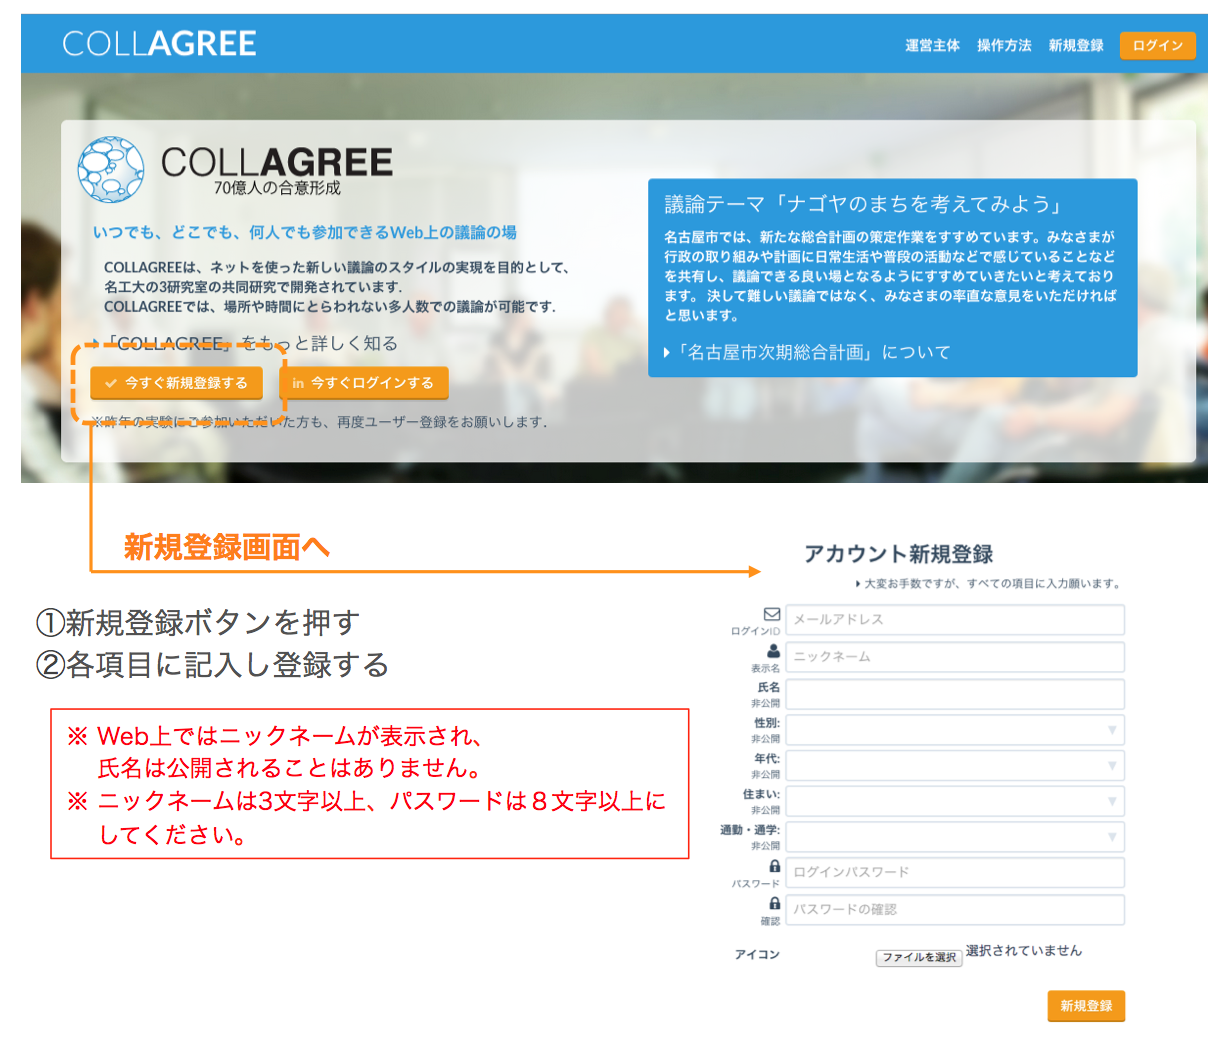 COLLAGREE
運営主体 操作方法 新規登録 ログイン
COLLAGREE
70億人の合意形成
いつでも、どこでも、何人でも参加できるWeb上の議論の場
COLLAGREEは、ネットを使った新しい議論のスタイルの実現を目的として、
名工大の3研究室の共同研究で開発されています.
COLLAGREEでは、場所や時間にとらわれない多人数での議論が可能です.
「COLLAGREE」をもっと詳しく知る
今すぐ新規登録する
in 今すぐログインする
※昨年の実験にご参加いただいた方も、再度ユーザー登録をお願いします.
議論テーマ「ナゴヤのまちを考えてみよう」
名古屋市では、新たな総合計画の策定作業をすすめています。みなさまが
行政の取り組みや計画に日常生活や普段の活動などで感じていることなど
を共有し、議論できる良い場となるようにすすめていきたいと考えており
ます。 決して難しい議論ではなく、みなさまの率直な意見をいただければ
と思います。
「名古屋市次期総合計画」について
新規登録画面へ
①新規登録ボタンを押す
②各項目に記入し登録する
※ Web上ではニックネームが表示され、
氏名は公開されることはありません。
※ ニックネームは3文字以上、パスワードは８文字以上に
してください。
アカウント新規登録
大変お手数ですが、すべての項目に入力願います。
ログインID
メールアドレス
表示名
ニックネーム
氏名
非公開
性別:
非公開
年代:
非公開
住まい:
非公開
通勤・通学:
非公開
パスワード
ログインパスワード
確認
パスワードの確認
アイコン
ファイルを選択 選択されていません
新規登録